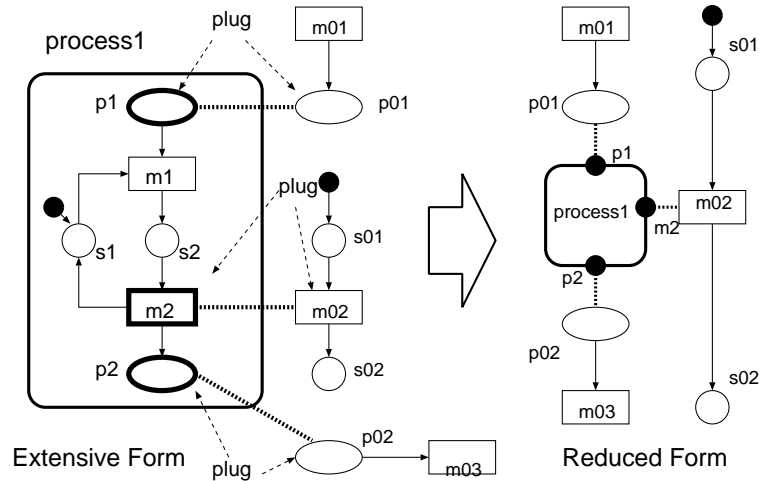 plug
m01
m01
s01
process1
p1
p01
p01
p1
m1
plug
process1
m02
m2
s1
s2
s01
p2
m2
m02
p2
s02
p02
s02
p02
m03
m03
Extensive Form
plug
Reduced Form